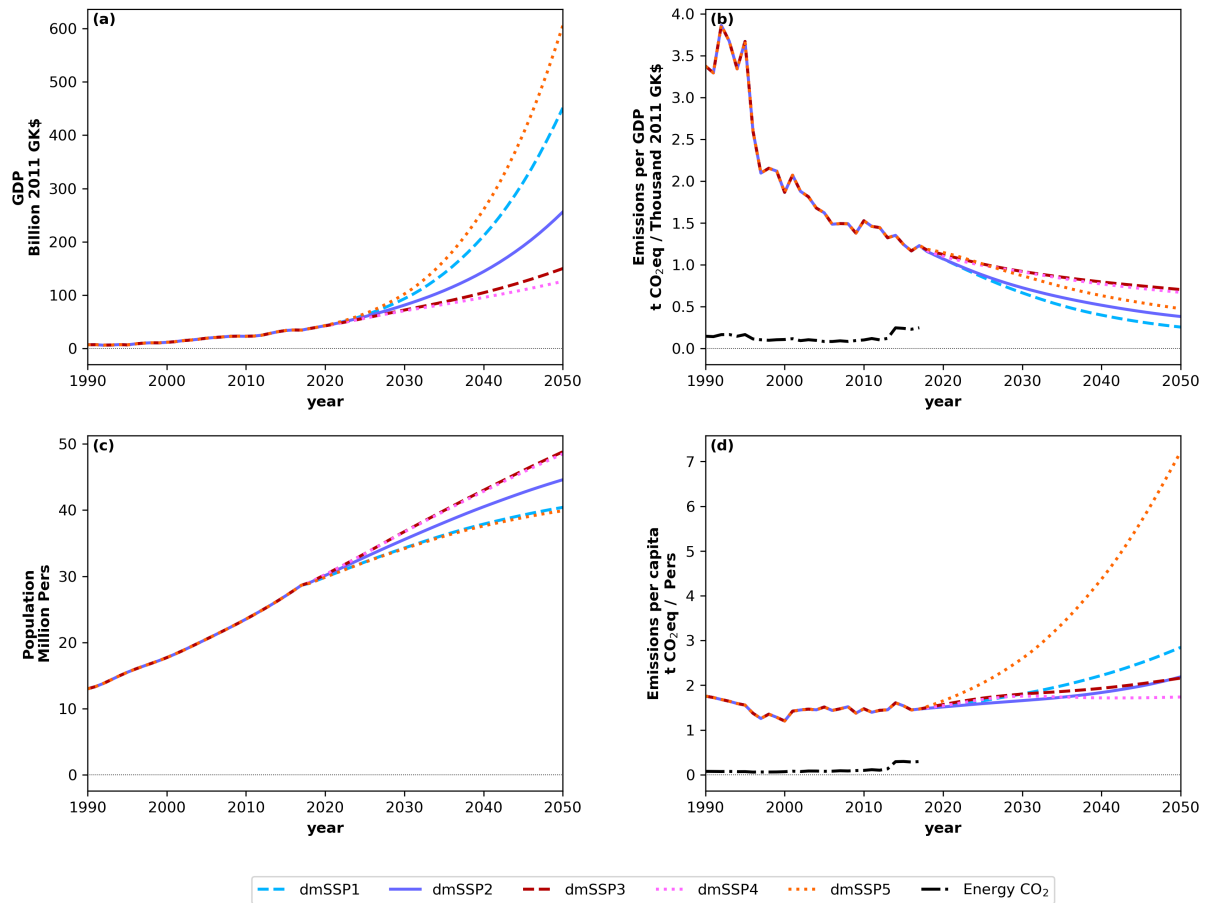 (a)
GDP
Billion 2011 GK$
600
500
400
300
200
100
0
1990 2000 2010 2020 2030 2040 2050
year
(b)
Emissions per GDP
t CO₂eq / Thousand 2011 GK$
4.0
3.5
3.0
2.5
2.0
1.5
1.0
0.5
0.0
1990 2000 2010 2020 2030 2040 2050
year
(c)
Population
Million Pers
50
40
30
20
10
0
1990 2000 2010 2020 2030 2040 2050
year
(d)
Emissions per capita
t CO₂eq / Pers
7
6
5
4
3
2
1
0
1990 2000 2010 2020 2030 2040 2050
year
dmSSP1 dmSSP2 dmSSP3 dmSSP4 dmSSP5 Energy CO₂